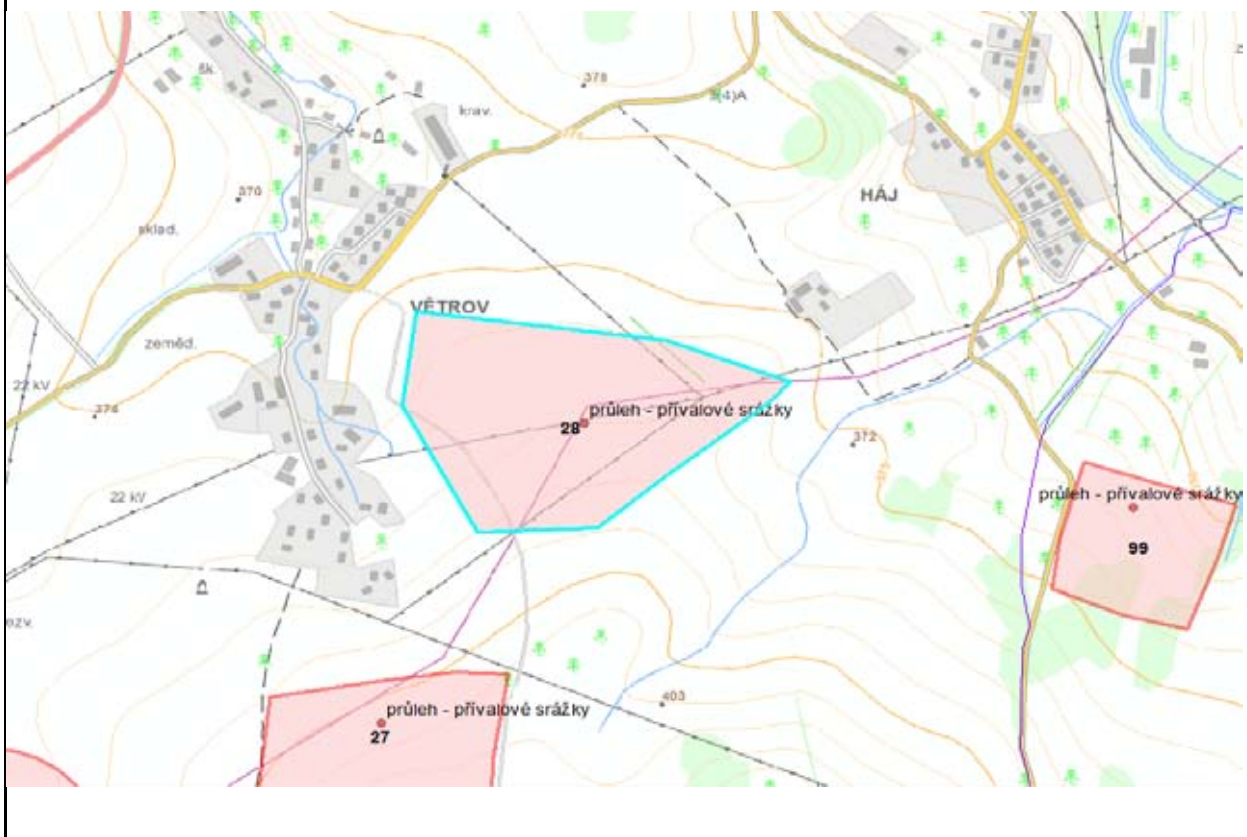 šk.
378
3(4)A
krav.
370
HÁJ
sklad.
VĚTROV
zeměd.
22 kV
376
průleh - přívalové srážky
28
372
22 kV
průleh - přívalové srážky
99
403
průleh - přívalové srážky
27